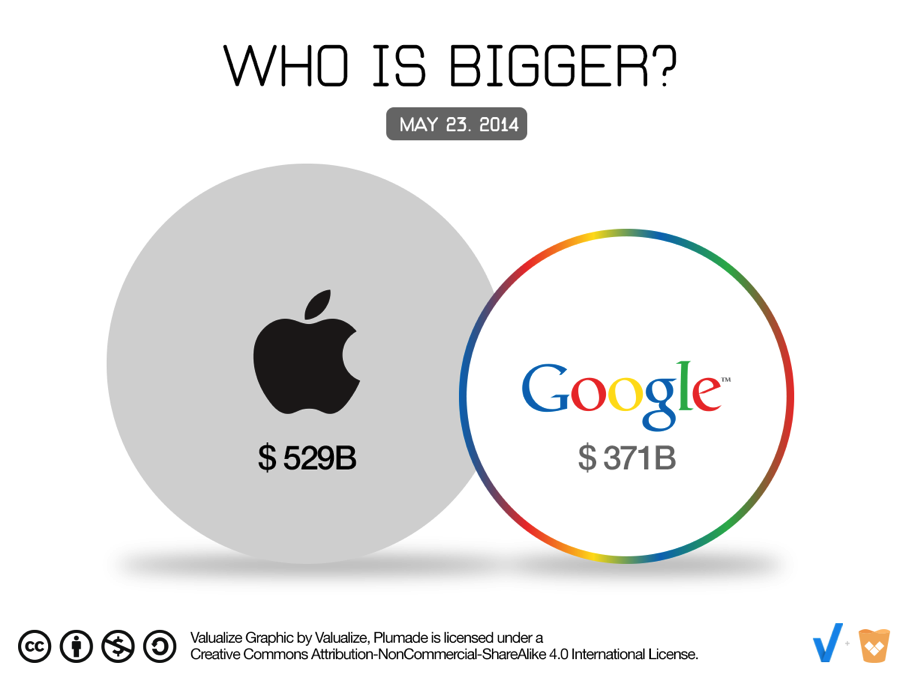 WHO IS BIGGER?
MAY 23. 2014
Google™
$ 529B
$ 371B
cc
Valualize Graphic by Valualize, Plumade is licensed under a
Creative Commons Attribution-NonCommercial-ShareAlike 4.0 International License.